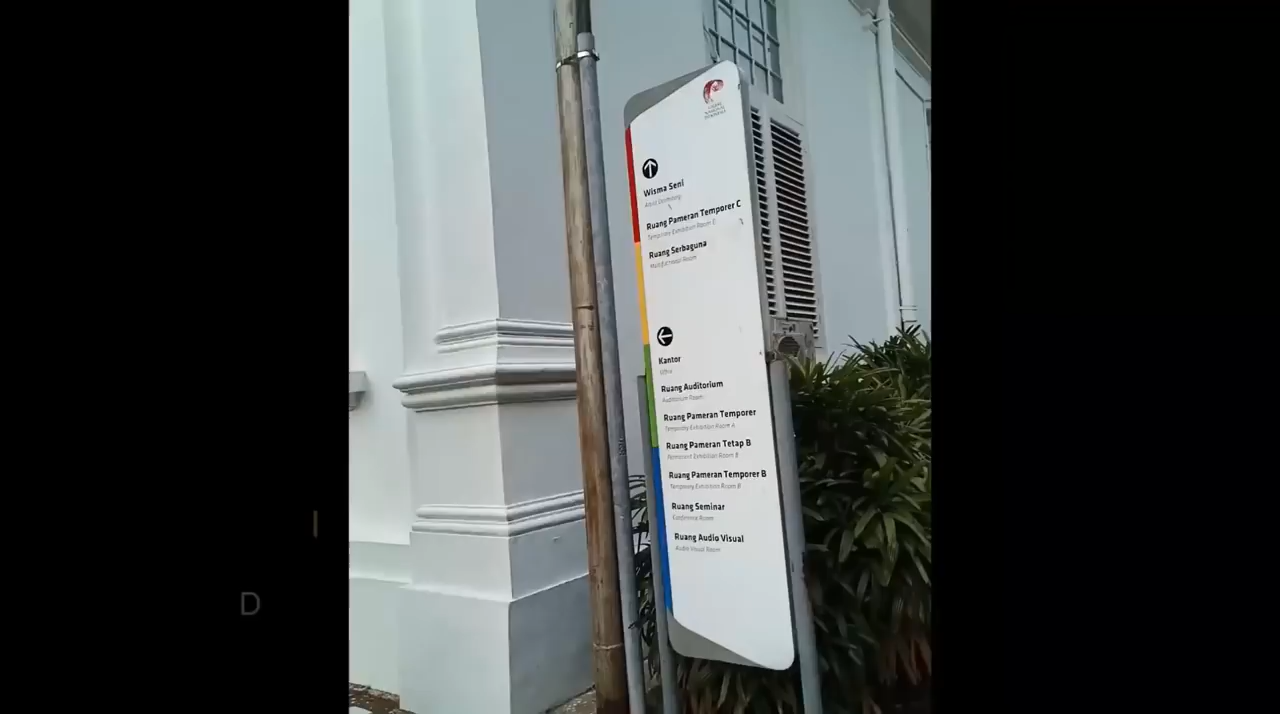 Wisma Seni
Ruang Pameran Temporer C
Temporary Exhibition Room C
Ruang Serbaguna
Kantor
Office
Ruang Auditorium
Auditorium Room
Ruang Pameran Temporer
Temporary Exhibition Room A
Ruang Pameran Tetap B
Permanent Exhibition Room B
Ruang Pameran Temporer B
Temporary Exhibition Room B
Ruang Seminar
Conference Room
Ruang Audio Visual
Audio Visual Room
I
D